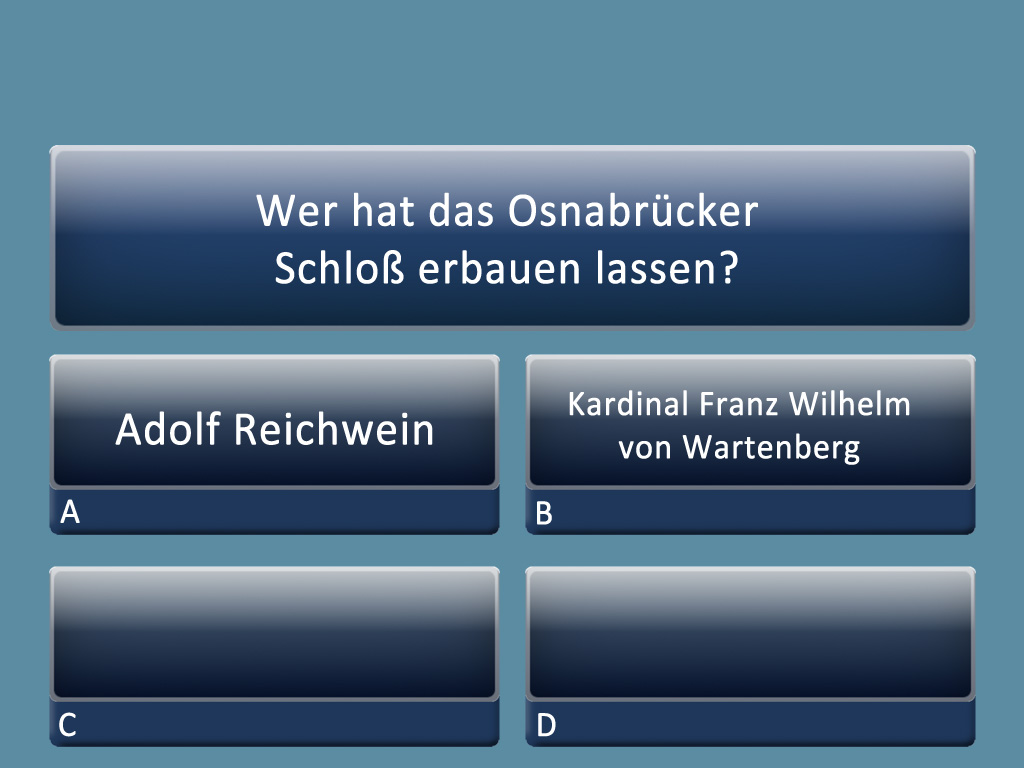 Wer hat das Osnabrücker
Schloß erbauen lassen?
Adolf Reichwein
A
Kardinal Franz Wilhelm
von Wartenberg
B
C
D